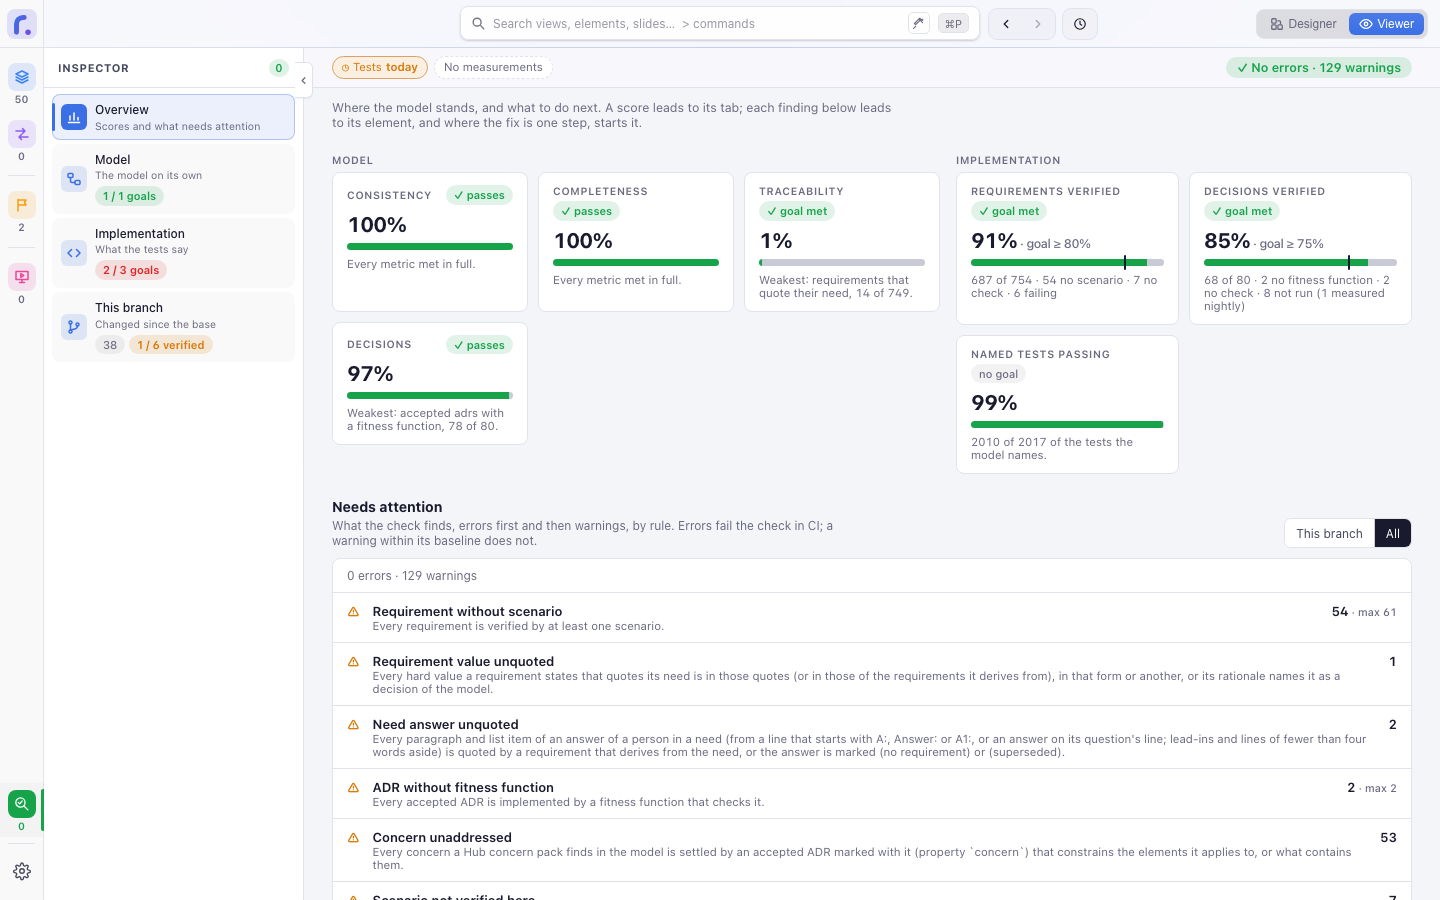 Search views, elements, slides... > commands
⌘P
Designer
Viewer
50
0
2
0
0
INSPECTOR
0
Overview
Scores and what needs attention
Model
The model on its own
1 / 1 goals
Implementation
What the tests say
2 / 3 goals
This branch
Changed since the base
38
1 / 6 verified
Tests today
No measurements
No errors · 129 warnings
Where the model stands, and what to do next. A score leads to its tab; each finding below leads
to its element, and where the fix is one step, starts it.
MODEL
CONSISTENCY
passes
100%
Every metric met in full.
COMPLETENESS
passes
100%
Every metric met in full.
TRACEABILITY
goal met
1%
Weakest: requirements that
quote their need, 14 of 749.
DECISIONS
passes
97%
Weakest: accepted adrs with
a fitness function, 78 of 80.
IMPLEMENTATION
REQUIREMENTS VERIFIED
goal met
91% · goal ≥ 80%
687 of 754 · 54 no scenario · 7 no
check · 6 failing
DECISIONS VERIFIED
goal met
85% · goal ≥ 75%
68 of 80 · 2 no fitness function · 2
no check · 8 not run (1 measured
nightly)
NAMED TESTS PASSING
no goal
99%
2010 of 2017 of the tests the
model names.
Needs attention
What the check finds, errors first and then warnings, by rule. Errors fail the check in CI; a
warning within its baseline does not.
This branch
All
0 errors · 129 warnings
Requirement without scenario
54 · max 61
Every requirement is verified by at least one scenario.
Requirement value unquoted
1
Every hard value a requirement states that quotes its need is in those quotes (or in those of the requirements it derives from), in that form or another, or its rationale names it as a
decision of the model.
Need answer unquoted
2
Every paragraph and list item of an answer of a person in a need (from a line that starts with A:, Answer: or A1:, or an answer on its question's line; lead-ins and lines of fewer than four
words aside) is quoted by a requirement that derives from the need, or the answer is marked (no requirement) or (superseded).
ADR without fitness function
2 · max 2
Every accepted ADR is implemented by a fitness function that checks it.
Concern unaddressed
53
Every concern a Hub concern pack finds in the model is settled by an accepted ADR marked with it (property `concern`) that constrains the elements it applies to, or what contains
them.